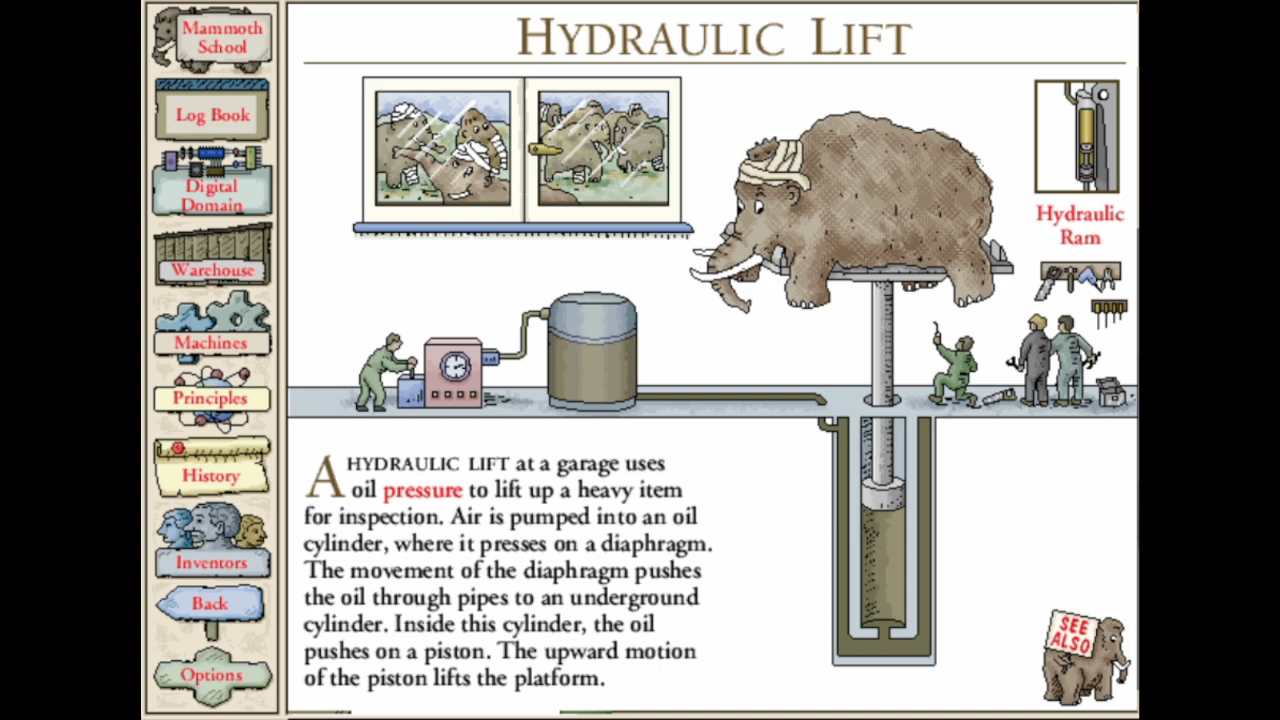 Mammoth
School
Log Book
Digital
Domain
Warehouse
Machines
Principles
History
Inventors
Back
Options
HYDRAULIC LIFT
Hydraulic
Ram
A HYDRAULIC LIFT at a garage uses
oil pressure to lift up a heavy item
for inspection. Air is pumped into an oil
cylinder, where it presses on a diaphragm.
The movement of the diaphragm pushes
the oil through pipes to an underground
cylinder. Inside this cylinder, the oil
pushes on a piston. The upward motion
of the piston lifts the platform.
SEE
ALSO